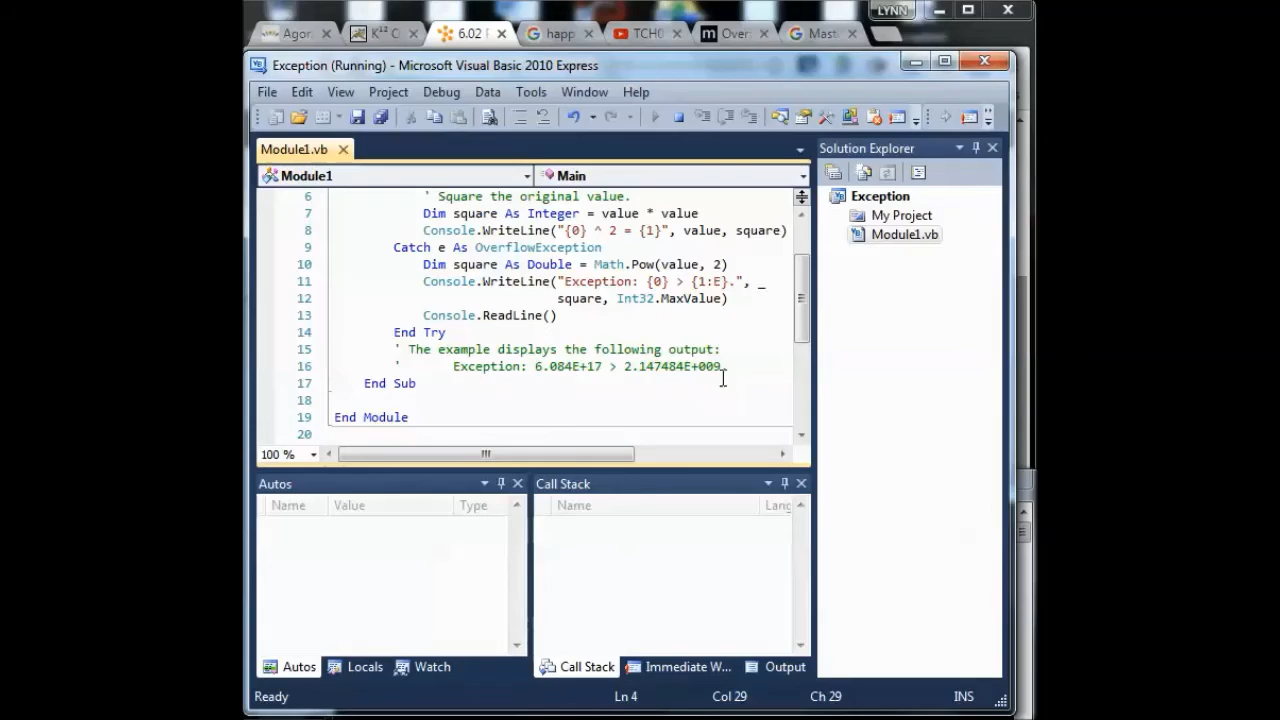 LYNN
Agor
K¹² C
6.02 F
happ
TCHO
Over
Mast
Exception (Running) - Microsoft Visual Basic 2010 Express
File Edit View Project Debug Data Tools Window Help
Module1.vb
Solution Explorer
Module1
Main
Exception
My Project
Module1.vb
6 ' Square the original value.
7 Dim square As Integer = value * value
8 Console.WriteLine("{0} ^ 2 = {1}", value, square)
9 Catch e As OverflowException
10 Dim square As Double = Math.Pow(value, 2)
11 Console.WriteLine("Exception: {0} > {1:E}.", _
12 square, Int32.MaxValue)
13 Console.ReadLine()
14 End Try
15 ' The example displays the following output:
16 ' Exception: 6.084E+17 > 2.147484E+009.
17 End Sub
18
19 End Module
20
100 %
Autos
Name Value Type
Call Stack
Name Lang
Autos Locals Watch
Call Stack Immediate W... Output
Ready Ln 4 Col 29 Ch 29 INS